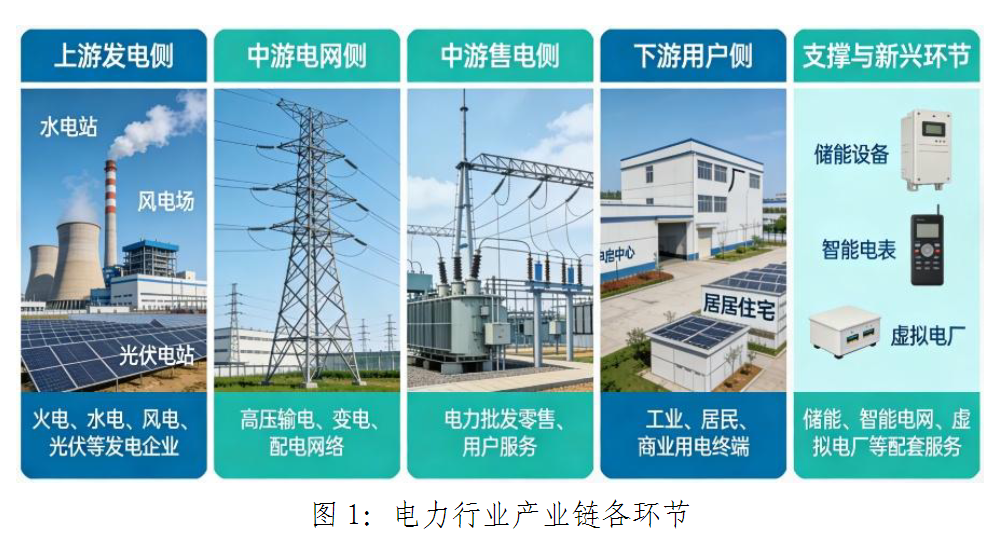 上游发电侧
中游电网侧
中游售电侧
下游用户侧
支撑与新兴环节
水电站
风电场
光伏电站
厂
中心
居居住宅
储能设备
智能电表
虚拟电厂
火电、水电、风电、
光伏等发电企业
高压输电、变电、
配电网络
电力批发零售、
用户服务
工业、居民、
商业用电终端
储能、智能电网、虚
拟电厂等配套服务
图 1：电力行业产业链各环节